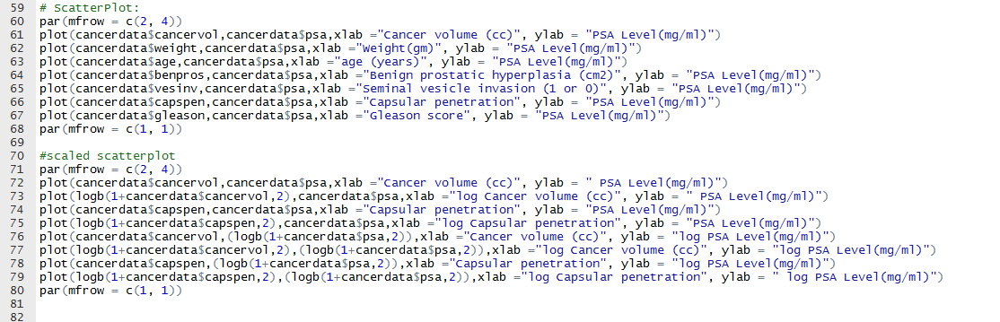 59 # ScatterPlot:
60 par(mfrow = c(2, 4))
61 plot(cancerdata$cancervol,cancerdata$psa,xlab ="Cancer volume (cc)", ylab = "PSA Level(mg/ml)")
62 plot(cancerdata$weight,cancerdata$psa,xlab ="Weight(gm)", ylab = "PSA Level(mg/ml)")
63 plot(cancerdata$age,cancerdata$psa,xlab ="age (years)", ylab = "PSA Level(mg/ml)")
64 plot(cancerdata$benpros,cancerdata$psa,xlab ="Benign prostatic hyperplasia (cm2)", ylab = "PSA Level(mg/ml)")
65 plot(cancerdata$vesinv,cancerdata$psa,xlab ="Seminal vesicle invasion (1 or 0)", ylab = "PSA Level(mg/ml)")
66 plot(cancerdata$capspen,cancerdata$psa,xlab ="Capsular penetration", ylab = "PSA Level(mg/ml)")
67 plot(cancerdata$gleason,cancerdata$psa,xlab ="Gleason score", ylab = "PSA Level(mg/ml)")
68 par(mfrow = c(1, 1))
69
70 #scaled scatterplot
71 par(mfrow = c(2, 4))
72 plot(cancerdata$cancervol,cancerdata$psa,xlab ="Cancer volume (cc)", ylab = " PSA Level(mg/ml)")
73 plot(logb(1+cancerdata$cancervol,2),cancerdata$psa,xlab ="log Cancer volume (cc)", ylab = " PSA Level(mg/ml)")
74 plot(cancerdata$capspen,cancerdata$psa,xlab ="Capsular penetration", ylab = "PSA Level(mg/ml)")
75 plot(logb(1+cancerdata$capspen,2),cancerdata$psa,xlab ="log Capsular penetration", ylab = "PSA Level(mg/ml)")
76 plot(cancerdata$cancervol,(logb(1+cancerdata$psa,2)),xlab ="Cancer volume (cc)", ylab = "log PSA Level(mg/ml)")
77 plot(logb(1+cancerdata$cancervol,2),(logb(1+cancerdata$psa,2)),xlab ="log Cancer volume (cc)", ylab = "log PSA Level(mg/ml)")
78 plot(cancerdata$capspen,(logb(1+cancerdata$psa,2)),xlab ="Capsular penetration", ylab = "log PSA Level(mg/ml)")
79 plot(logb(1+cancerdata$capspen,2),(logb(1+cancerdata$psa,2)),xlab ="log Capsular penetration", ylab = " log PSA Level(mg/ml)")
80 par(mfrow = c(1, 1))
81
82